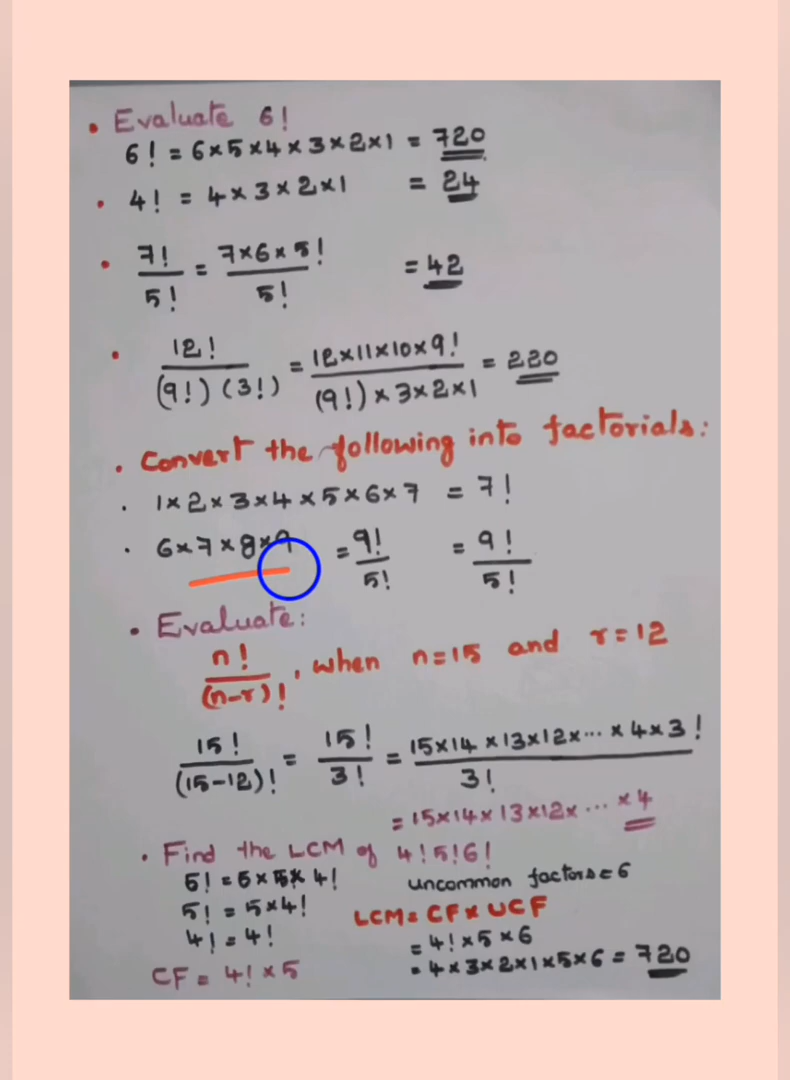 • Evaluate 6!
6! = 6×5×4×3×2×1 = 720
• 4! = 4×3×2×1 = 24
• 7!/5! = 7×6×5!/5! = 42
• 12!/(9!)(3!) = 12×11×10×9!/(9!)×3×2×1 = 220
• Convert the following into factorials:
• 1×2×3×4×5×6×7 = 7!
• 6×7×8×9 = 9!/5! = 9!/5!
• Evaluate:
n!/(n-r)!, when n=15 and r=12
15!/(15-12)! = 15!/3! = 15×14×13×12×...×4×3!/3!
= 15×14×13×12×...×4
• Find the LCM of 4!5!6!
6! = 6×5×4!
5! = 5×4!
4! = 4!
CF = 4!×5
uncommon factors = 6
LCM = CF × UCF
= 4!×5×6
= 4×3×2×1×5×6 = 720